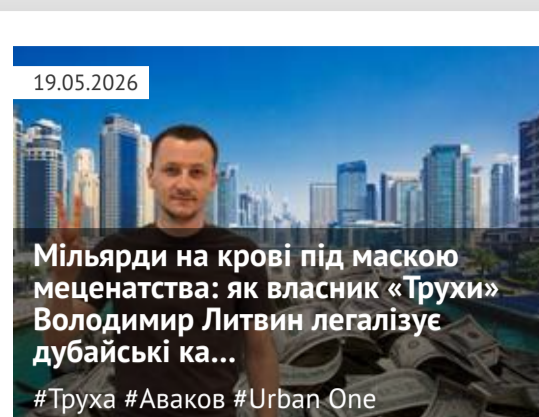 19.05.2026
Мільярди на крові під маскою
меценатства: як власник «Трухи»
Володимир Литвин легалізує
дубайські ка...
#Труха #Аваков #Urban One